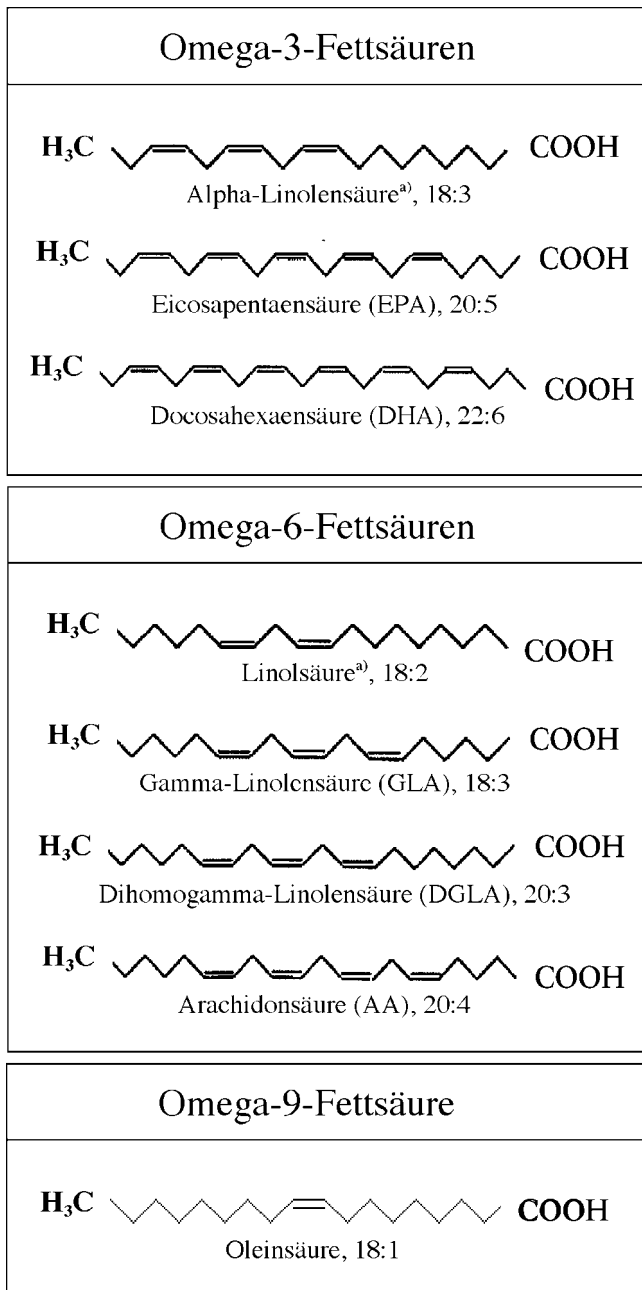 Omega-3-Fettsäuren
H₃C COOH
Alpha-Linolensäureᵃ⁾, 18:3
H₃C COOH
Eicosapentaensäure (EPA), 20:5
H₃C COOH
Docosahexaensäure (DHA), 22:6
Omega-6-Fettsäuren
H₃C COOH
Linolsäureᵃ⁾, 18:2
H₃C COOH
Gamma-Linolensäure (GLA), 18:3
H₃C COOH
Dihomogamma-Linolensäure (DGLA), 20:3
H₃C COOH
Arachidonsäure (AA), 20:4
Omega-9-Fettsäure
H₃C COOH
Oleinsäure, 18:1